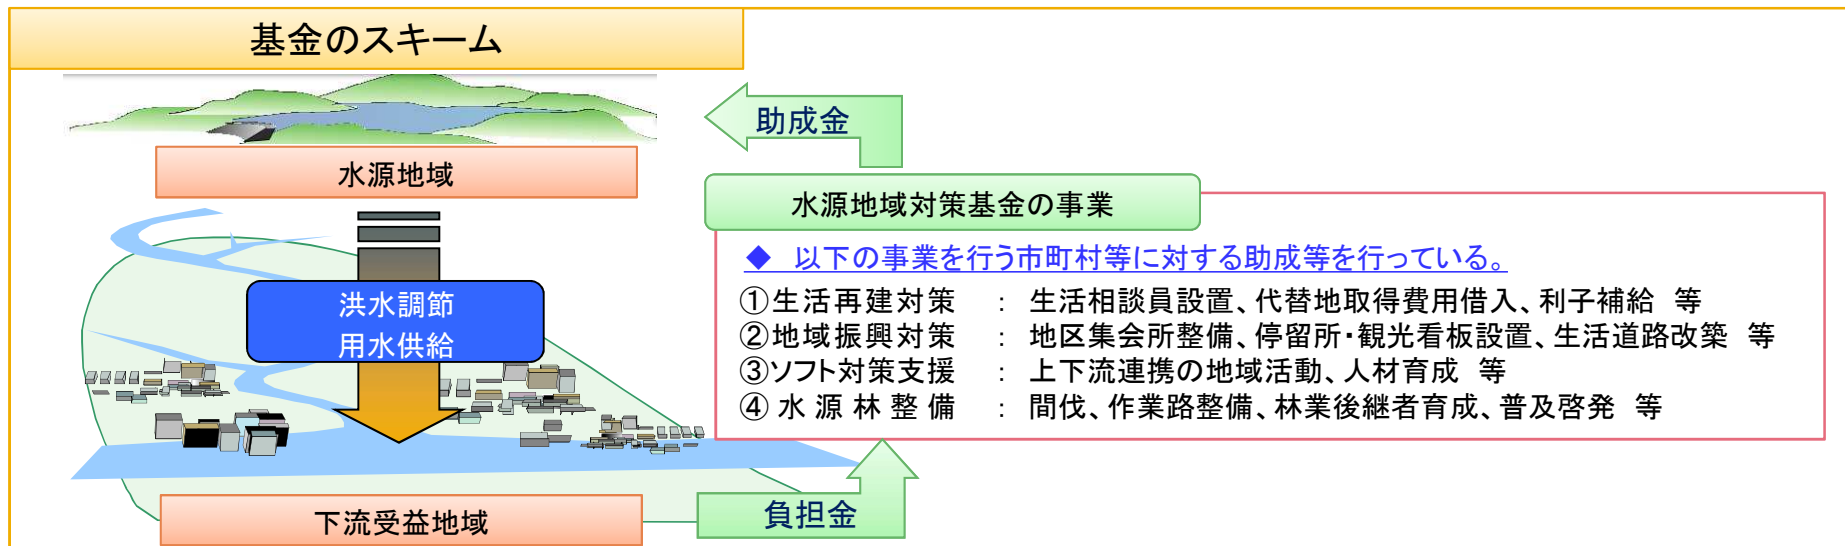 基金のスキーム
助成金
水源地域
水源地域対策基金の事業
◆ 以下の事業を行う市町村等に対する助成等を行っている。
①生活再建対策 ： 生活相談員設置、代替地取得費用借入、利子補給 等
②地域振興対策 ： 地区集会所整備、停留所・観光看板設置、生活道路改築 等
③ソフト対策支援 ： 上下流連携の地域活動、人材育成 等
④水源林整備 ： 間伐、作業路整備、林業後継者育成、普及啓発 等
洪水調節
用水供給
下流受益地域
負担金